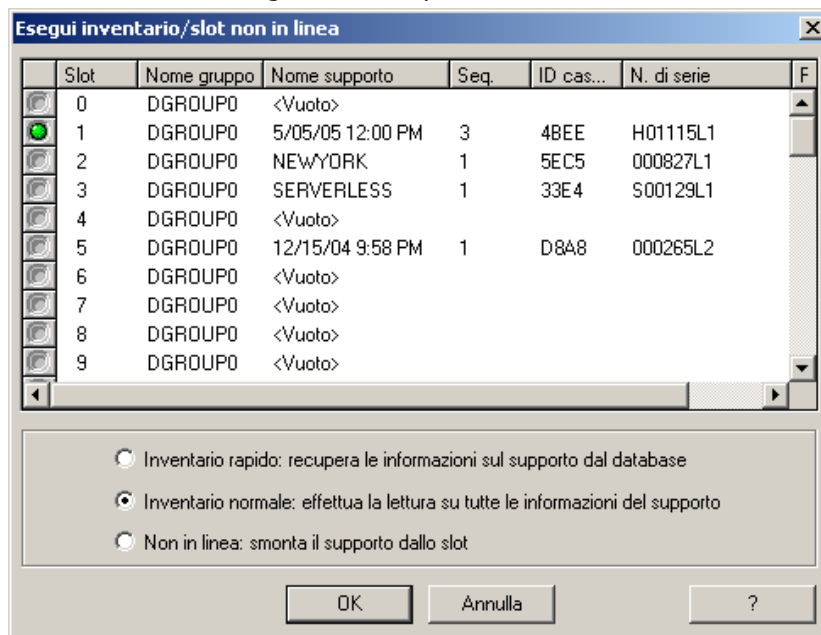 Esegui inventario/slot non in linea
Slot Nome gruppo Nome supporto Seq. ID cas... N. di serie F
0 DGROUP0 <Vuoto>
1 DGROUP0 5/05/05 12:00 PM 3 4BEE H01115L1
2 DGROUP0 NEWYORK 1 5EC5 000827L1
3 DGROUP0 SERVERLESS 1 33E4 S00129L1
4 DGROUP0 <Vuoto>
5 DGROUP0 12/15/04 9:58 PM 1 D8A8 000265L2
6 DGROUP0 <Vuoto>
7 DGROUP0 <Vuoto>
8 DGROUP0 <Vuoto>
9 DGROUP0 <Vuoto>
Inventario rapido: recupera le informazioni sul supporto dal database
Inventario normale: effettua la lettura su tutte le informazioni del supporto
Non in linea: smonta il supporto dallo slot
OK Annulla ?